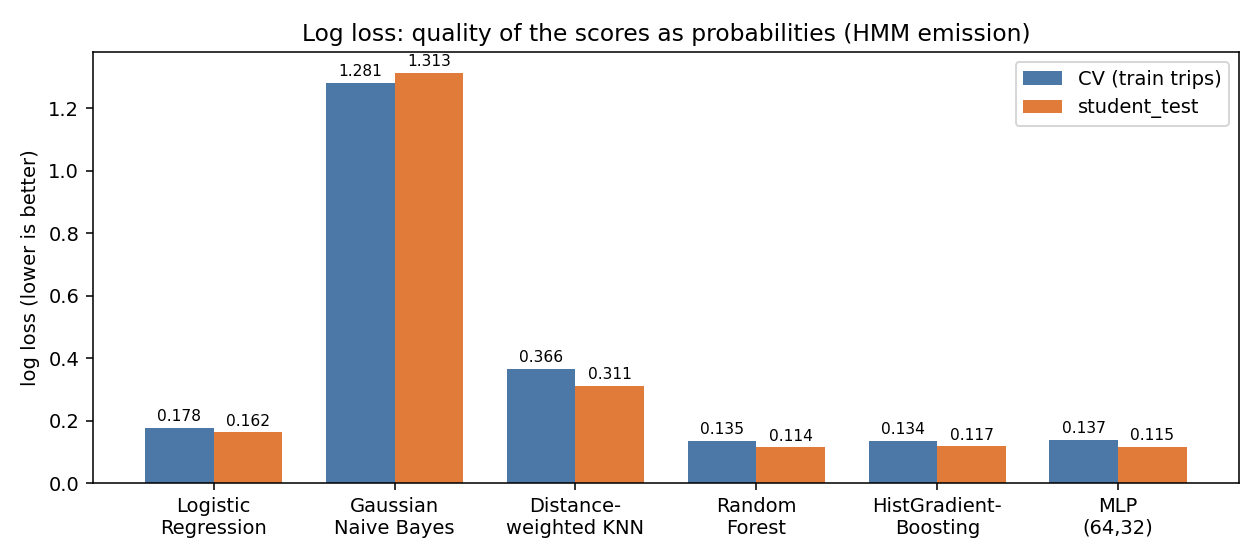 Log loss: quality of the scores as probabilities (HMM emission)
CV (train trips)
student_test
log loss (lower is better)
1.2
1.0
0.8
0.6
0.4
0.2
0.0
0.178
0.162
1.281
1.313
0.366
0.311
0.135
0.114
0.134
0.117
0.137
0.115
Logistic
Regression
Gaussian
Naive Bayes
Distance-
weighted KNN
Random
Forest
HistGradient-
Boosting
MLP
(64,32)